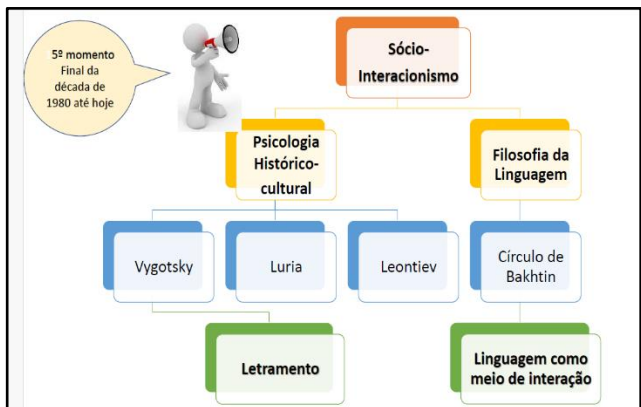 5º momento
Final da
década de
1980 até hoje
Sócio-
Interacionismo
Psicologia
Histórico-
cultural
Filosofia da
Linguagem
Vygotsky
Luria
Leontiev
Círculo de
Bakhtin
Letramento
Linguagem como
meio de interação